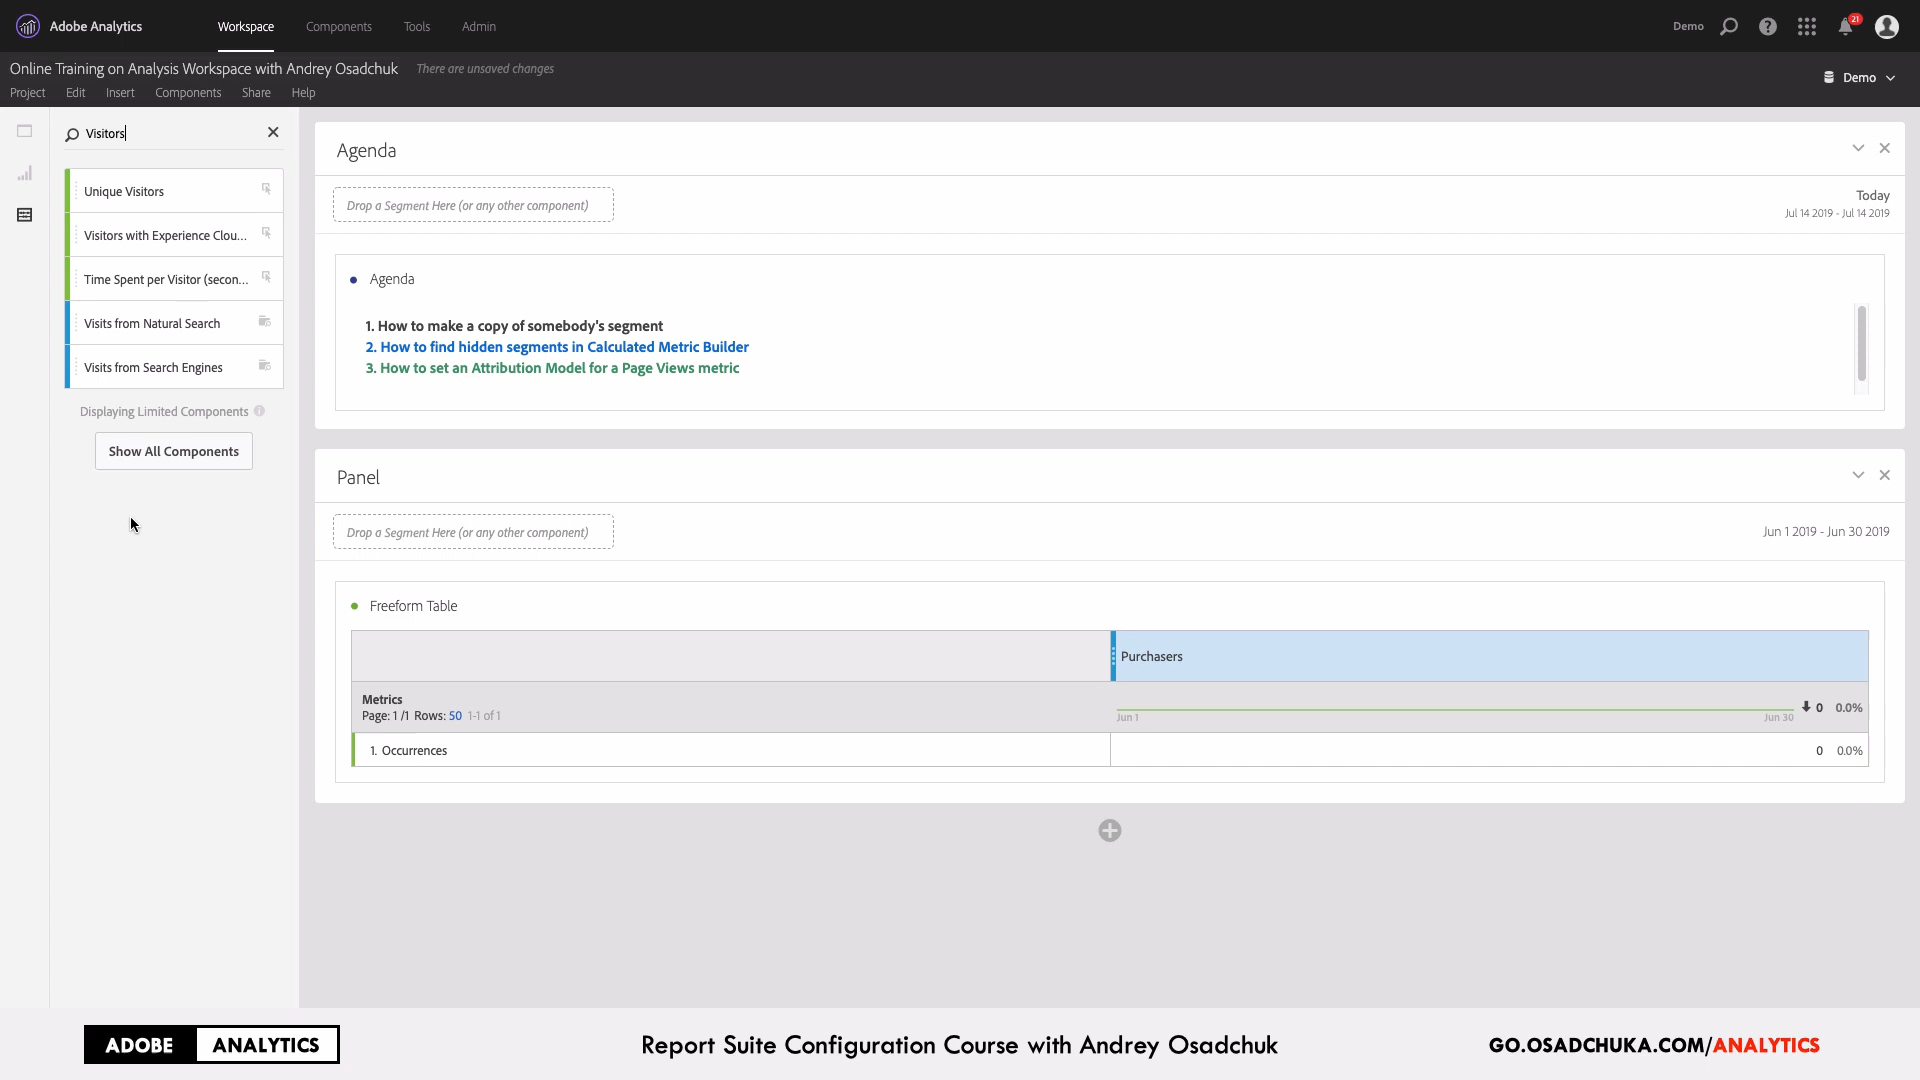 Adobe Analytics
Workspace
Components
Tools
Admin
Demo
21
Online Training on Analysis Workspace with Andrey Osadchuk
There are unsaved changes
Demo
Project
Edit
Insert
Components
Share
Help
Visitors
Unique Visitors
Visitors with Experience Clou...
Time Spent per Visitor (secon...
Visits from Natural Search
Visits from Search Engines
Displaying Limited Components
Show All Components
Agenda
Drop a Segment Here (or any other component)
Today
Jul 14 2019 - Jul 14 2019
Agenda
1. How to make a copy of somebody's segment
2. How to find hidden segments in Calculated Metric Builder
3. How to set an Attribution Model for a Page Views metric
Panel
Drop a Segment Here (or any other component)
Jun 1 2019 - Jun 30 2019
Freeform Table
Purchasers
Metrics
Page: 1 /1 Rows: 50 1-1 of 1
Jun 1
Jun 30
0 0.0%
1. Occurrences
0 0.0%
ADOBE ANALYTICS
Report Suite Configuration Course with Andrey Osadchuk
GO.OSADCHUKA.COM/ANALYTICS